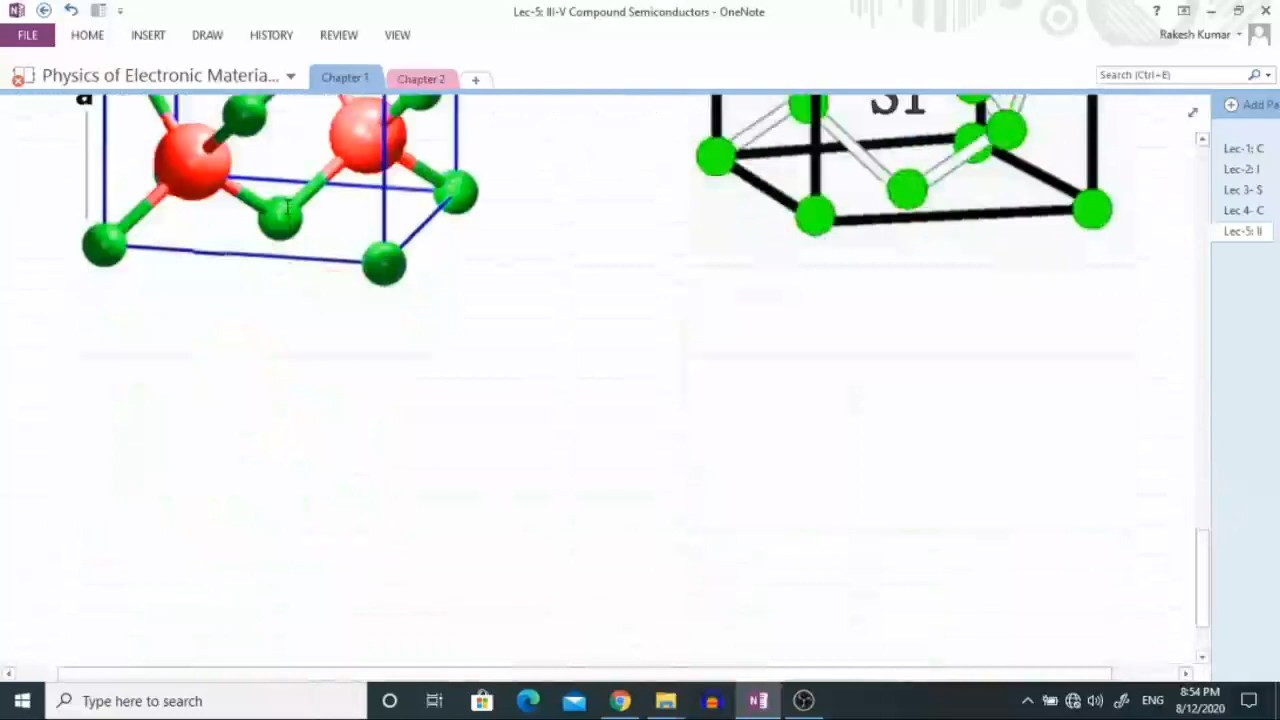 Lec-5: III-V Compound Semiconductors - OneNote
?
FILE HOME INSERT DRAW HISTORY REVIEW VIEW
Rakesh Kumar
Physics of Electronic Materia...
Chapter 1
Chapter 2
+
Search (Ctrl+E)
a
Si
Add Pa
Lec-1: C
Lec-2: I
Lec 3- S
Lec 4- C
Lec-5: II
Type here to search
ENG
8:54 PM
8/12/2020